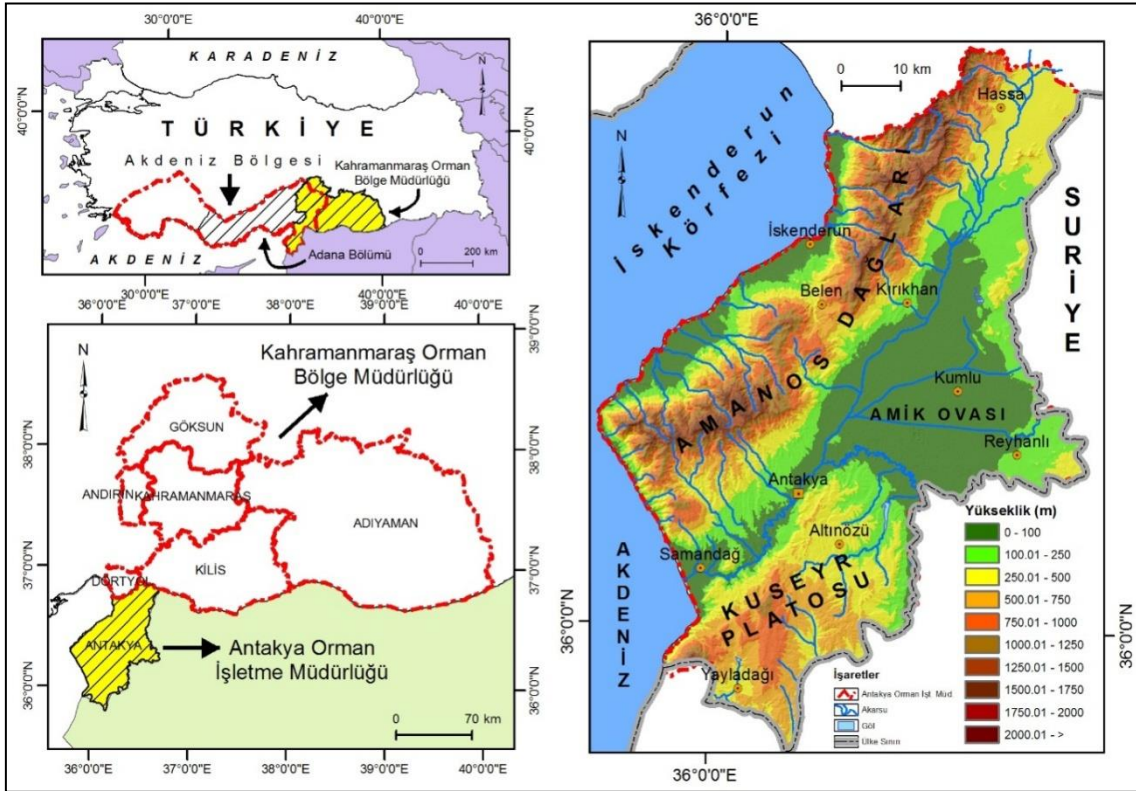 30°0'0"E
40°0'0"E
KARADENİZ
N
40°0'0"N
40°0'0"N
TÜRKİYE
Akdeniz Bölgesi
Kahramanmaraş Orman
Bölge Müdürlüğü
AKDENİZ
Adana Bölümü
0 200 km
30°0'0"E
40°0'0"E
36°0'0"E
37°0'0"E
38°0'0"E
39°0'0"E
40°0'0"E
39°0'0"N
N
Kahramanmaraş Orman
Bölge Müdürlüğü
GÖKSUN
38°0'0"N
38°0'0"N
ANDIRIN
KAHRAMANMARAŞ
ADIYAMAN
37°0'0"N
37°0'0"N
DÖRTYOL
KİLİS
ANTAKYA
Antakya Orman
İşletme Müdürlüğü
36°0'0"N
0 70 km
36°0'0"E
37°0'0"E
38°0'0"E
39°0'0"E
40°0'0"E
36°0'0"E
0 10 km
Hassa
N
İskenderun
Körfezi
SURİYE
İskenderun
Belen
Kırıkhan
AMANOS DAĞLARI
Kumlu
AMİK OVASI
Reyhanlı
Antakya
Altınözü
Samandağ
KUSEYR
PLATOSU
AKDENİZ
Yayladağı
36°0'0"N
36°0'0"N
Yükseklik (m)
0 - 100
100.01 - 250
250.01 - 500
500.01 - 750
750.01 - 1000
1000.01 - 1250
1250.01 - 1500
1500.01 - 1750
1750.01 - 2000
2000.01 - >
İşaretler
Antakya Orman İşl. Müd.
Akarsu
Göl
Ülke Sınırı
36°0'0"E